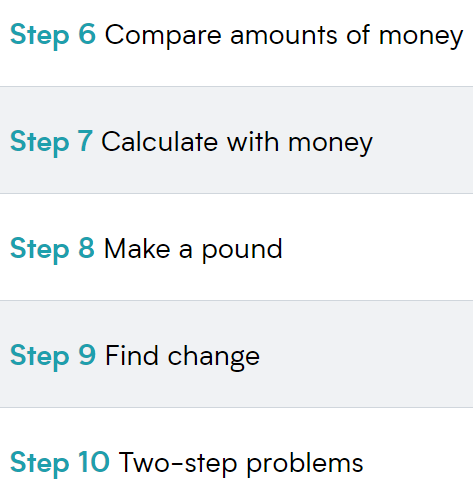 Step 6 Compare amounts of money
Step 7 Calculate with money
Step 8 Make a pound
Step 9 Find change
Step 10 Two-step problems